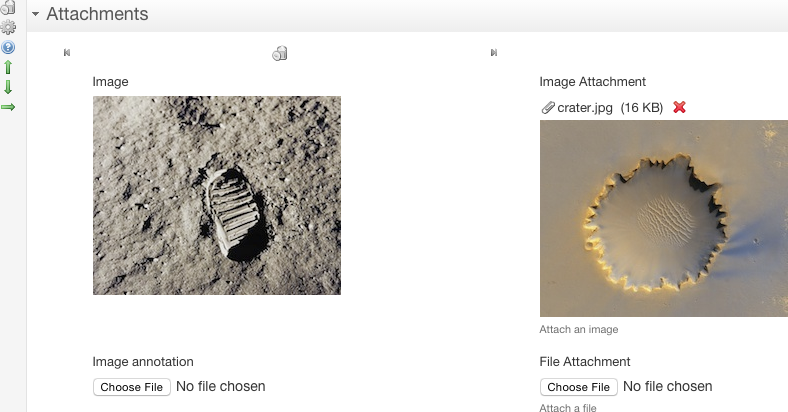 Attachments
Image
Image Attachment
crater.jpg (16 KB)
Attach an image
Image annotation
File Attachment
Choose File No file chosen
Choose File No file chosen
Attach a file